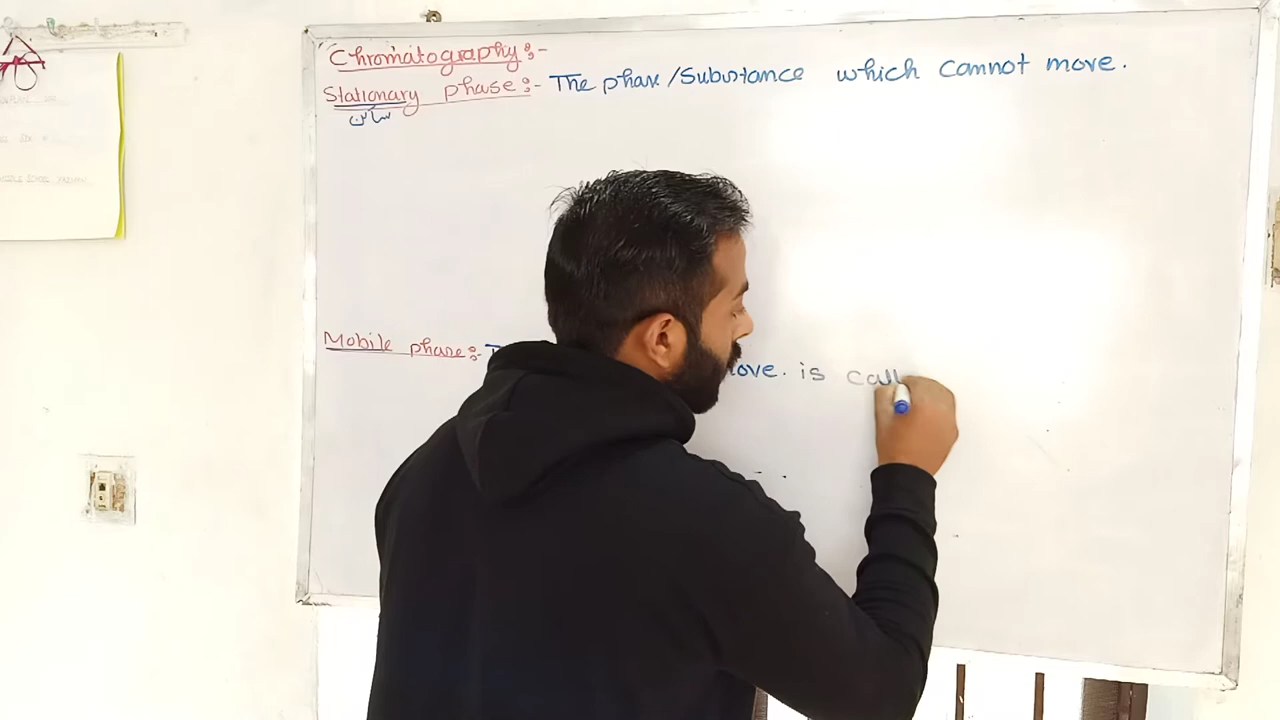 Chromatography:-
Stationary phase:- The phase/Substance which cannot move.
ساکن
Mobile phase:- T ove. is call